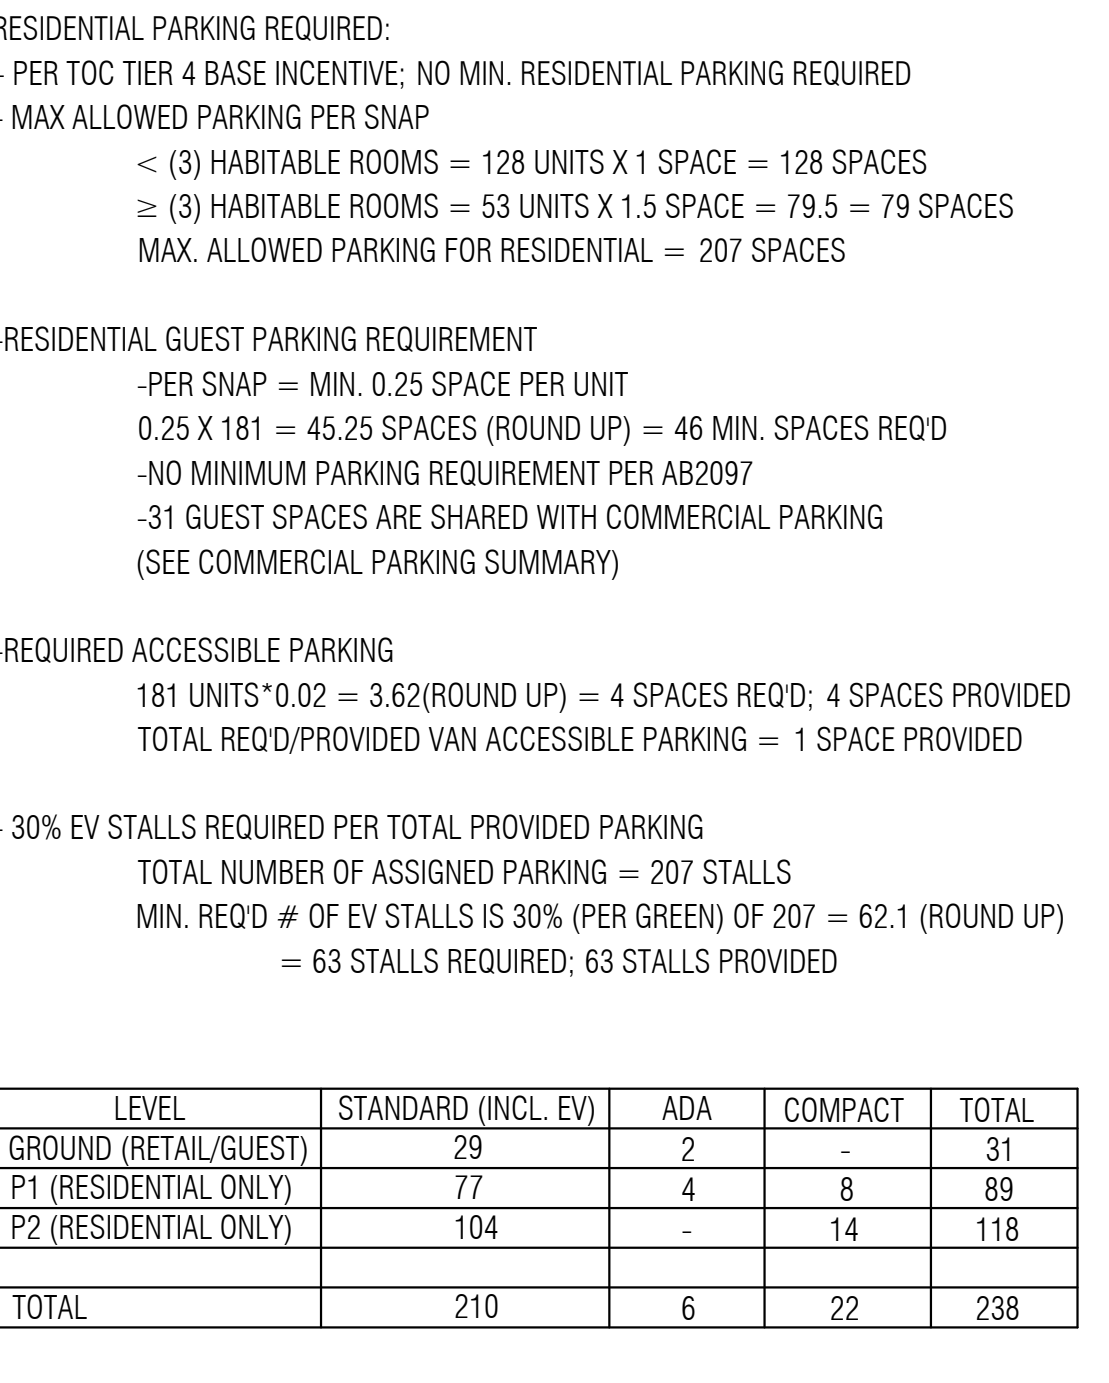 RESIDENTIAL PARKING REQUIRED:
- PER TOC TIER 4 BASE INCENTIVE; NO MIN. RESIDENTIAL PARKING REQUIRED
- MAX ALLOWED PARKING PER SNAP
< (3) HABITABLE ROOMS = 128 UNITS X 1 SPACE = 128 SPACES
≥ (3) HABITABLE ROOMS = 53 UNITS X 1.5 SPACE = 79.5 = 79 SPACES
MAX. ALLOWED PARKING FOR RESIDENTIAL = 207 SPACES
-RESIDENTIAL GUEST PARKING REQUIREMENT
-PER SNAP = MIN. 0.25 SPACE PER UNIT
0.25 X 181 = 45.25 SPACES (ROUND UP) = 46 MIN. SPACES REQ'D
-NO MINIMUM PARKING REQUIREMENT PER AB2097
-31 GUEST SPACES ARE SHARED WITH COMMERCIAL PARKING
(SEE COMMERCIAL PARKING SUMMARY)
-REQUIRED ACCESSIBLE PARKING
181 UNITS*0.02 = 3.62(ROUND UP) = 4 SPACES REQ'D; 4 SPACES PROVIDED
TOTAL REQ'D/PROVIDED VAN ACCESSIBLE PARKING = 1 SPACE PROVIDED
- 30% EV STALLS REQUIRED PER TOTAL PROVIDED PARKING
TOTAL NUMBER OF ASSIGNED PARKING = 207 STALLS
MIN. REQ'D # OF EV STALLS IS 30% (PER GREEN) OF 207 = 62.1 (ROUND UP)
= 63 STALLS REQUIRED; 63 STALLS PROVIDED
LEVEL STANDARD (INCL. EV) ADA COMPACT TOTAL
GROUND (RETAIL/GUEST) 29 2 - 31
P1 (RESIDENTIAL ONLY) 77 4 8 89
P2 (RESIDENTIAL ONLY) 104 - 14 118
TOTAL 210 6 22 238